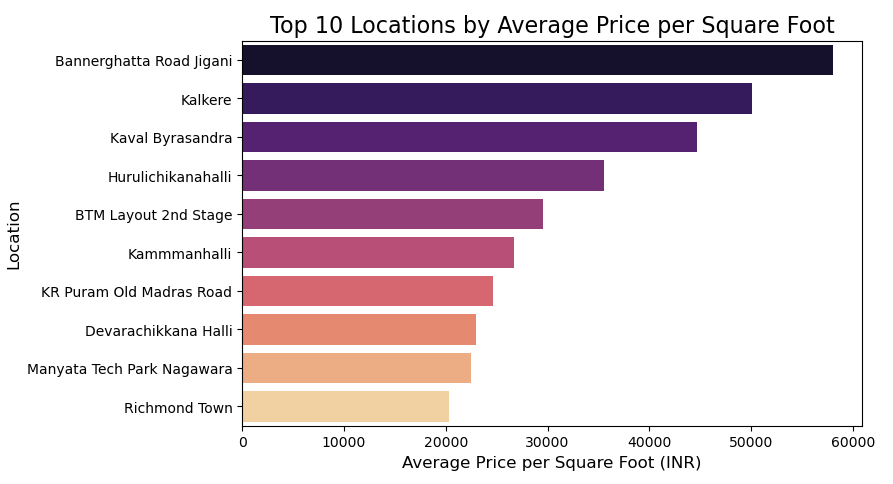 Top 10 Locations by Average Price per Square Foot
Bannerghatta Road Jigani
Kalkere
Kaval Byrasandra
Hurulichikanahalli
BTM Layout 2nd Stage
Kammmanhalli
KR Puram Old Madras Road
Devarachikkana Halli
Manyata Tech Park Nagawara
Richmond Town
Location
0 10000 20000 30000 40000 50000 60000
Average Price per Square Foot (INR)